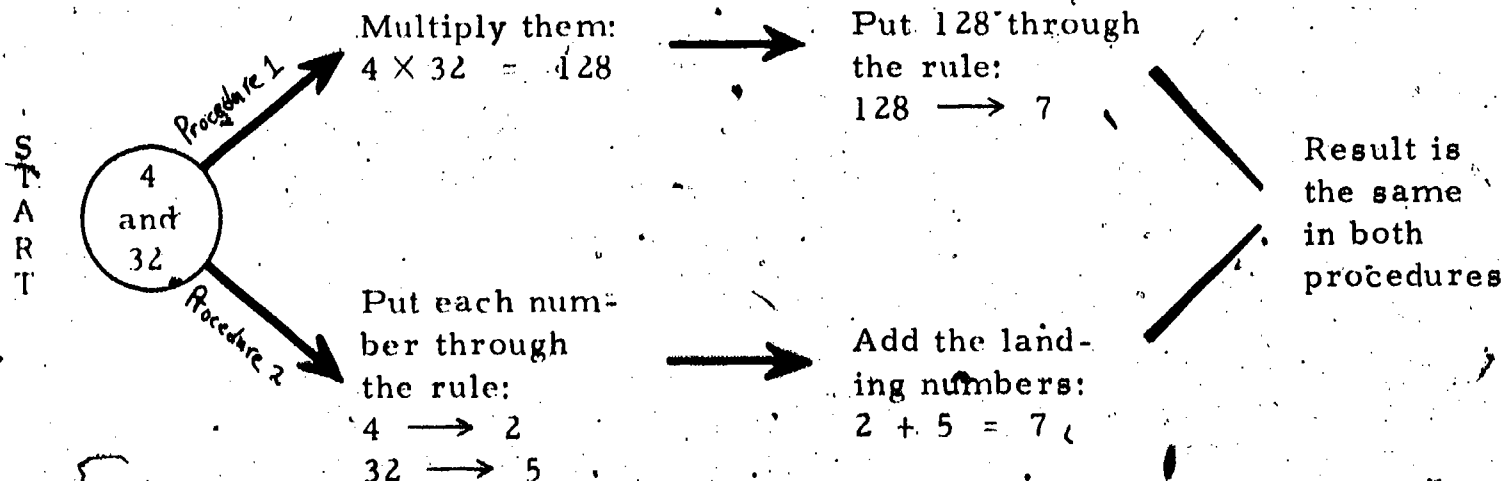 START
4
and
32
Procedure 1
Multiply them:
4 × 32 = 128
Put 128 through
the rule:
128 → 7
Procedure 2
Put each num-
ber through
the rule:
4 → 2
32 → 5
Add the land-
ing numbers:
2 + 5 = 7
Result is
the same
in both
procedures